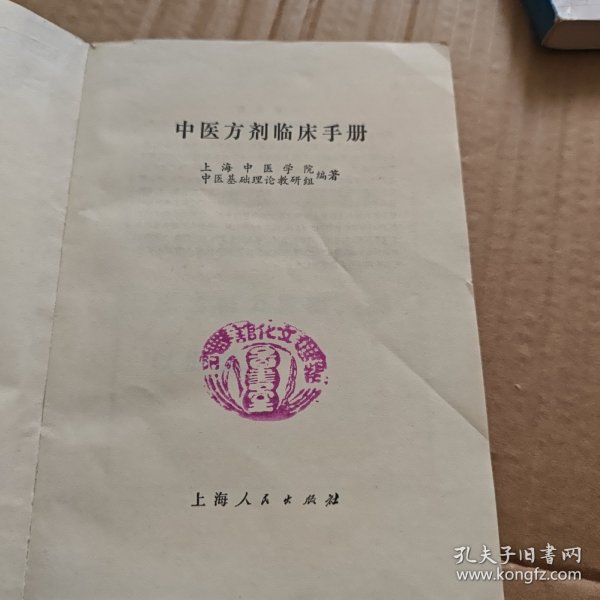 中医方剂临床手册
上海中医学院
中医基础理论教研组编著
上海人民出版社
孔夫子旧书网
www.kongfz.com